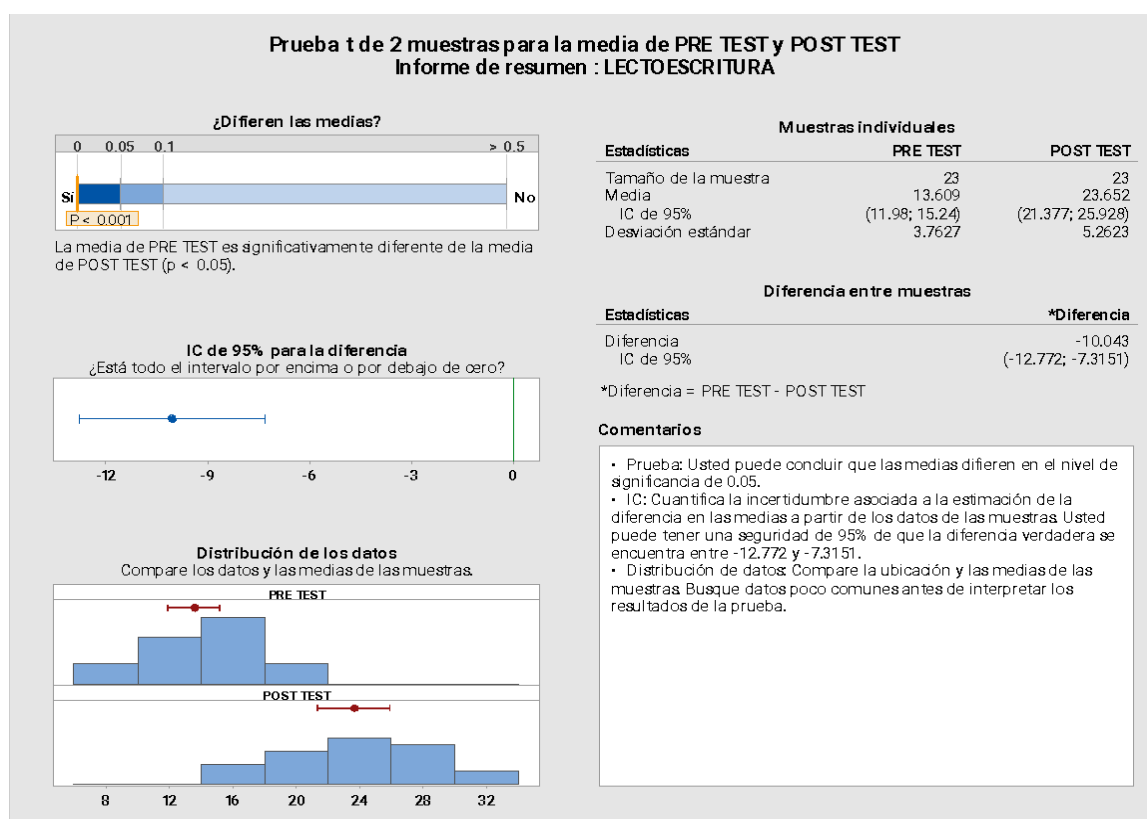 Prueba t de 2 muestras para la media de PRE TEST y POST TEST
Informe de resumen : LECTOESCRITURA
¿Difieren las medias?
0 0.05 0.1 > 0.5
Sí No
P < 0.001
La media de PRE TEST es significativamente diferente de la media
de POST TEST (p < 0.05).
IC de 95% para la diferencia
¿Está todo el intervalo por encima o por debajo de cero?
-12 -9 -6 -3 0
Distribución de los datos
Compare los datos y las medias de las muestras.
PRE TEST
POST TEST
8 12 16 20 24 28 32
Muestras individuales
Estadísticas PRE TEST POST TEST
Tamaño de la muestra 23 23
Media 13.609 23.652
IC de 95% (11.98; 15.24) (21.377; 25.928)
Desviación estándar 3.7627 5.2623
Diferencia entre muestras
Estadísticas *Diferencia
Diferencia -10.043
IC de 95% (-12.772; -7.3151)
*Diferencia = PRE TEST - POST TEST
Comentarios
• Prueba: Usted puede concluir que las medias difieren en el nivel de
significancia de 0.05.
• IC: Cuantifica la incertidumbre asociada a la estimación de la
diferencia en las medias a partir de los datos de las muestras. Usted
puede tener una seguridad de 95% de que la diferencia verdadera se
encuentra entre -12.772 y -7.3151.
• Distribución de datos: Compare la ubicación y las medias de las
muestras. Busque datos poco comunes antes de interpretar los
resultados de la prueba.